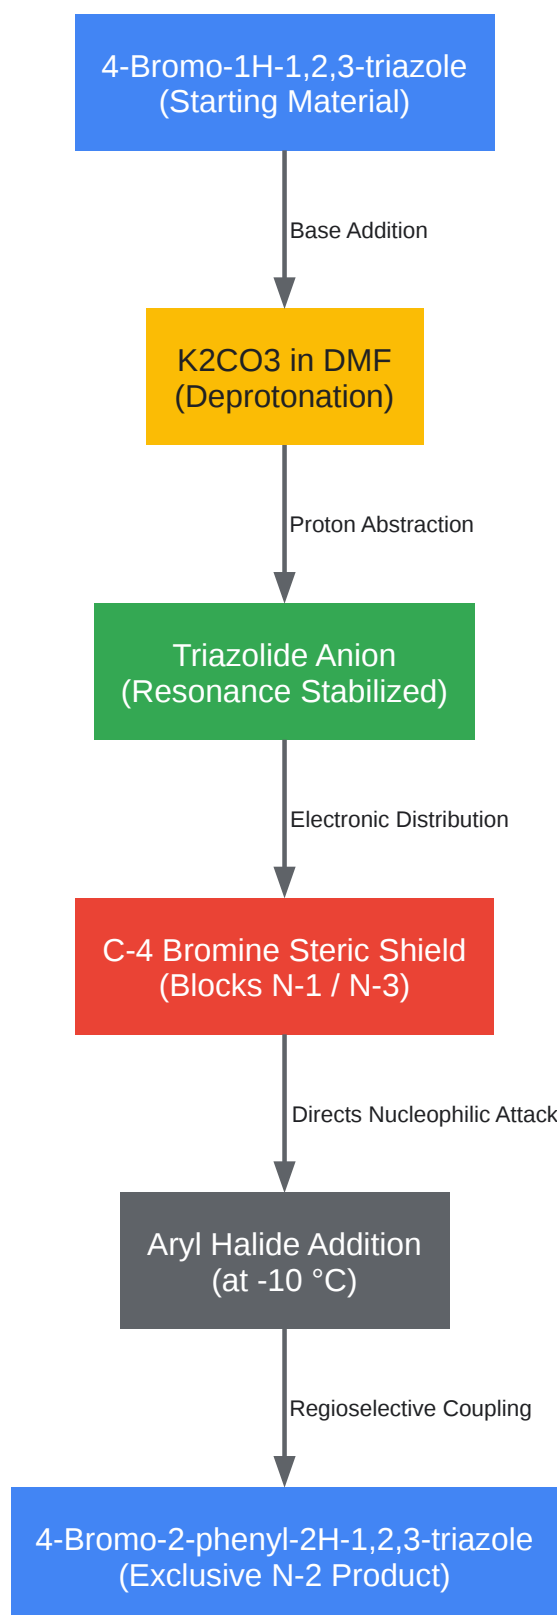 4-Bromo-1H-1,2,3-triazole
(Starting Material)
Base Addition
K2CO3 in DMF
(Deprotonation)
Proton Abstraction
Triazolide Anion
(Resonance Stabilized)
Electronic Distribution
C-4 Bromine Steric Shield
(Blocks N-1 / N-3)
Directs Nucleophilic Attack
Aryl Halide Addition
(at -10 °C)
Regioselective Coupling
4-Bromo-2-phenyl-2H-1,2,3-triazole
(Exclusive N-2 Product)